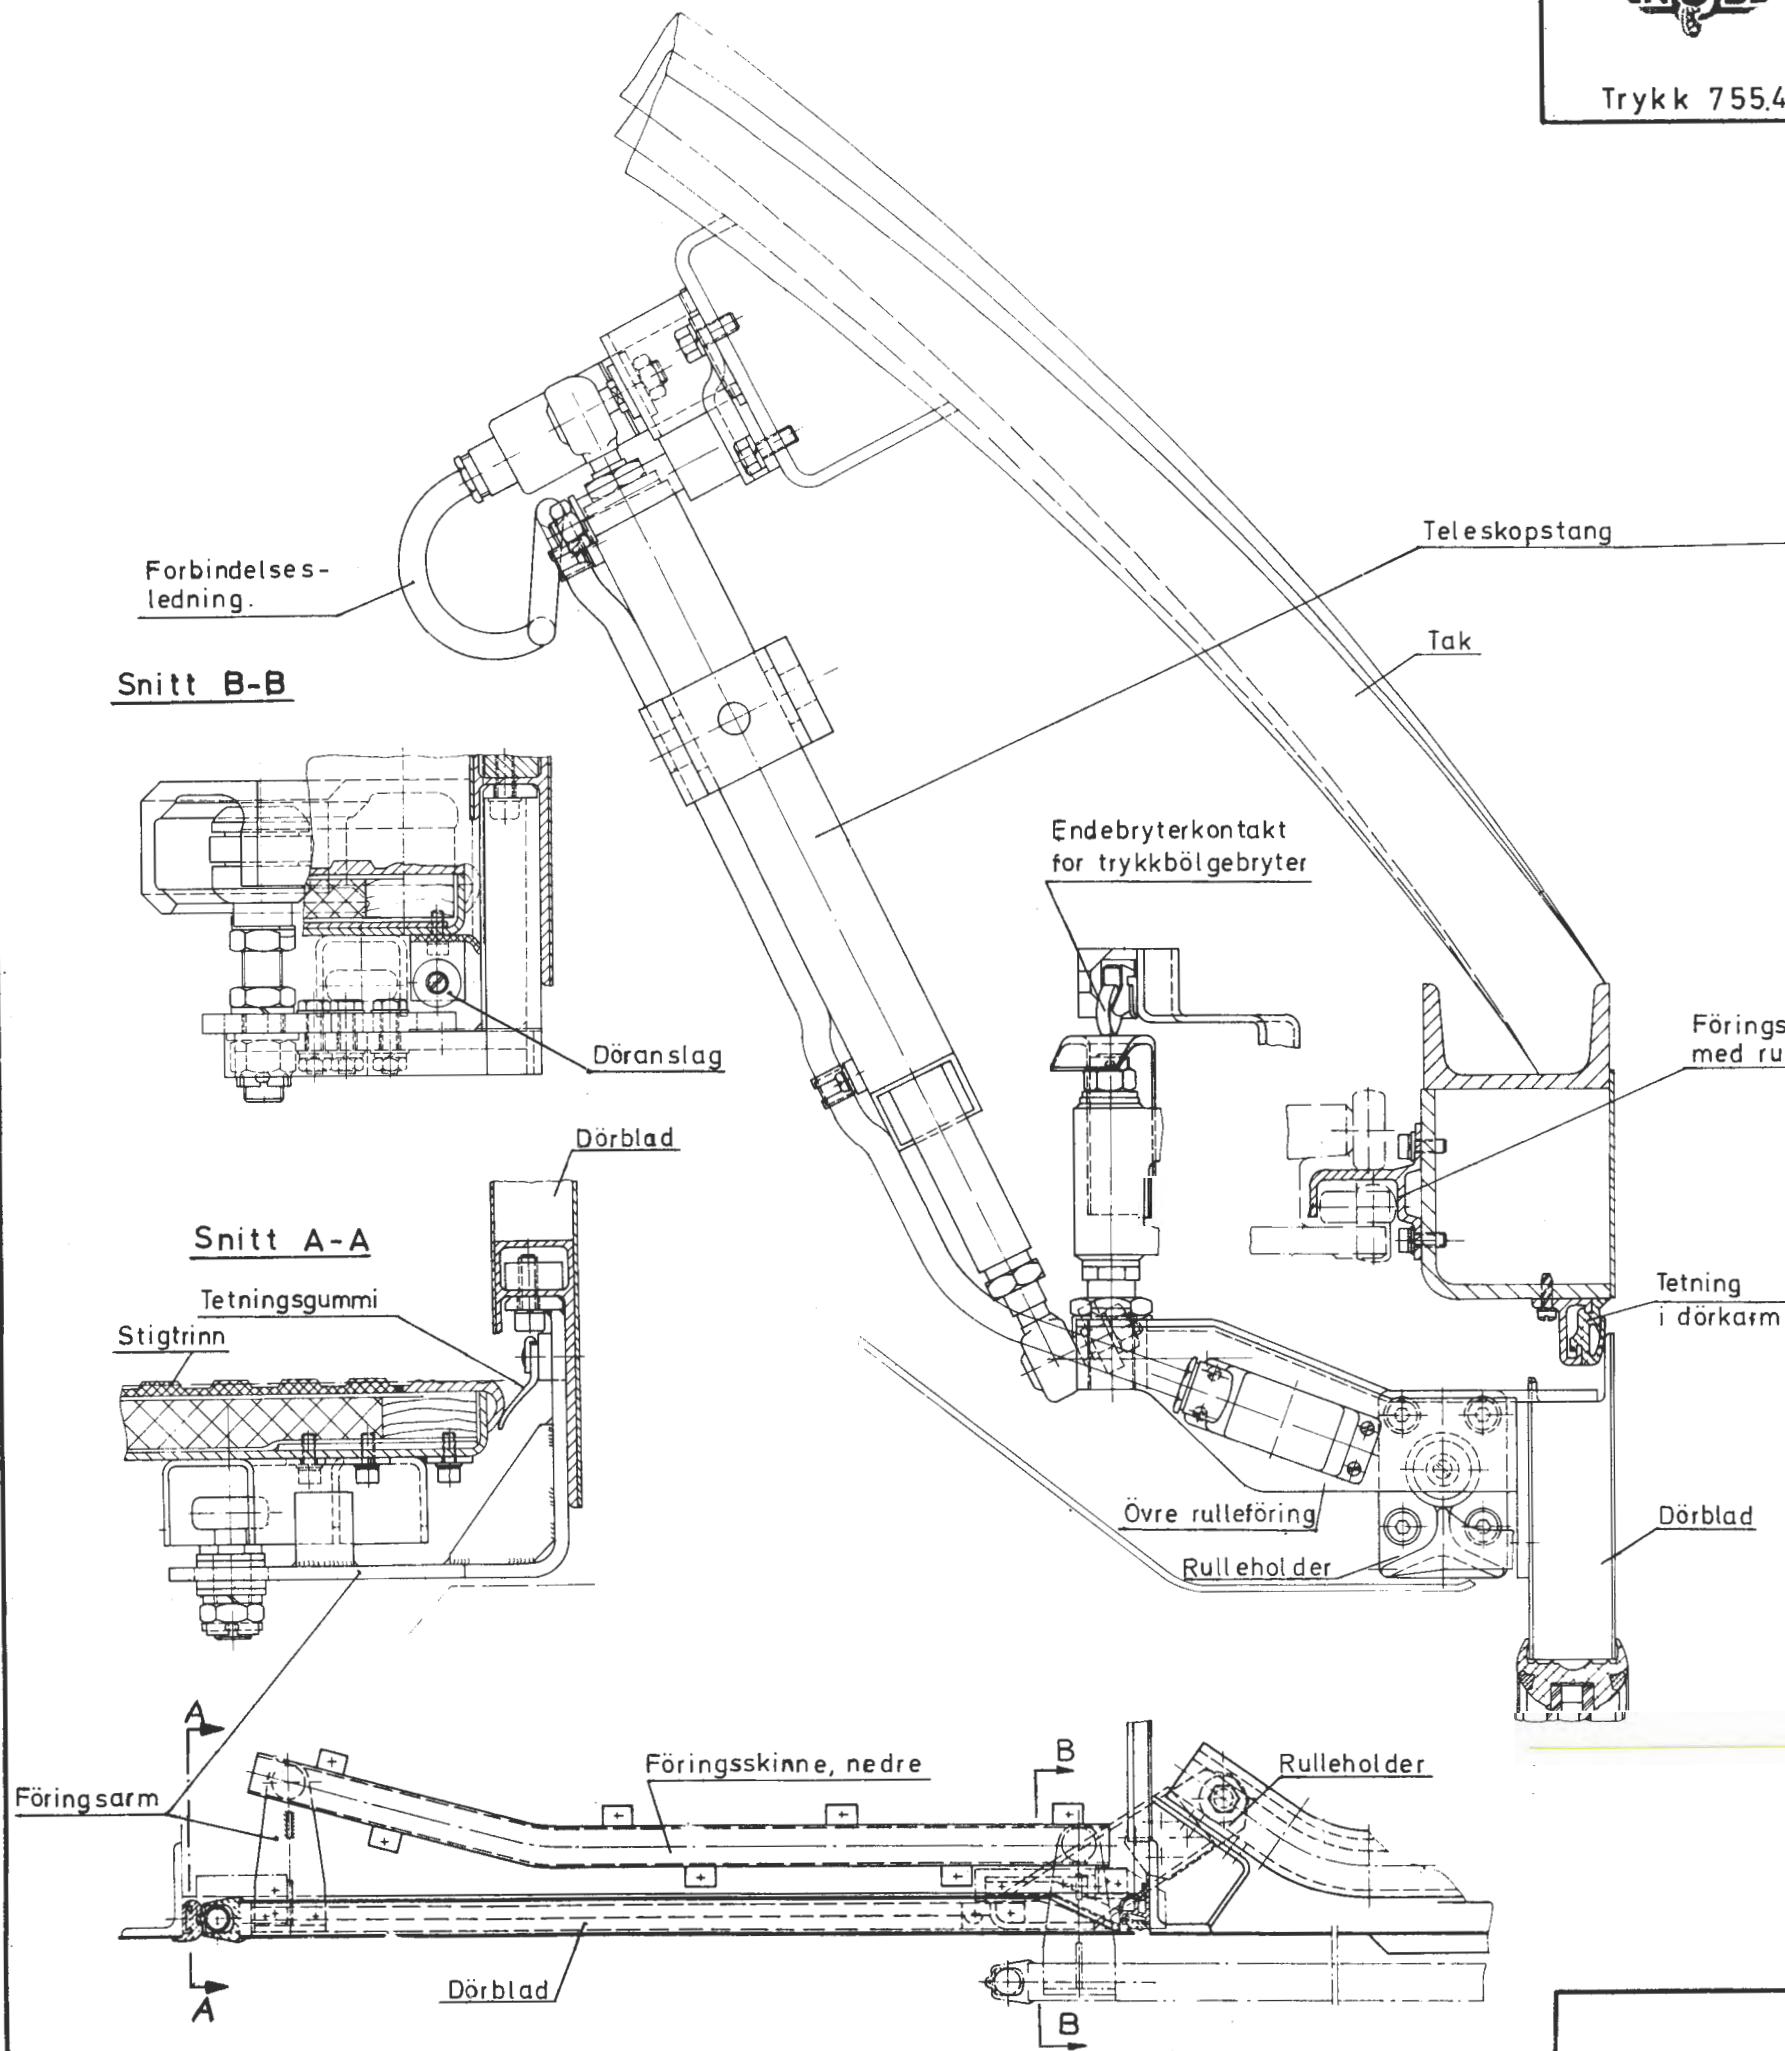 Trykk 755.4
Teleskopstang
Forbindelses-
ledning.
Tak
Snitt B-B
Endebryterkontakt
for trykkbölgebryter
Förings
med ru
Döranslag
Dörblad
Snitt A-A
Tetningsgummi
Stigtrinn
Tetning
i dörkarm
Övre rulleföring
Dörblad
Rulleholder
A
B
Föringsskinne, nedre
Rulleholder
Föringsarm
Dörblad
A
B